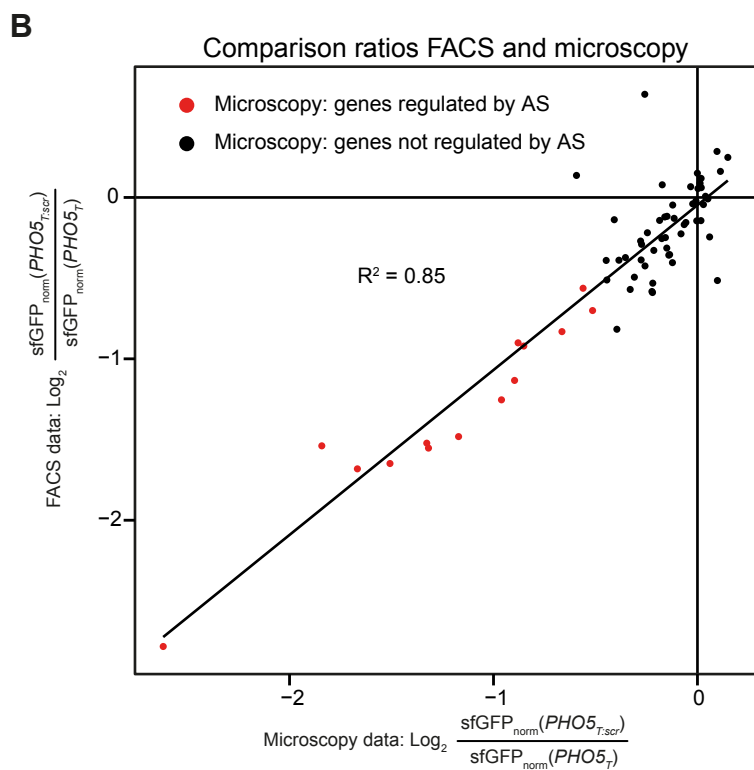 B
Comparison ratios FACS and microscopy
Microscopy: genes regulated by AS
Microscopy: genes not regulated by AS
R² = 0.85
0
−1
−2
FACS data: Log₂ sfGFPnorm(PHO5T:scr)
sfGFPnorm(PHO5T)
−2
−1
0
Microscopy data: Log₂ sfGFPnorm(PHO5T:scr)
sfGFPnorm(PHO5T)